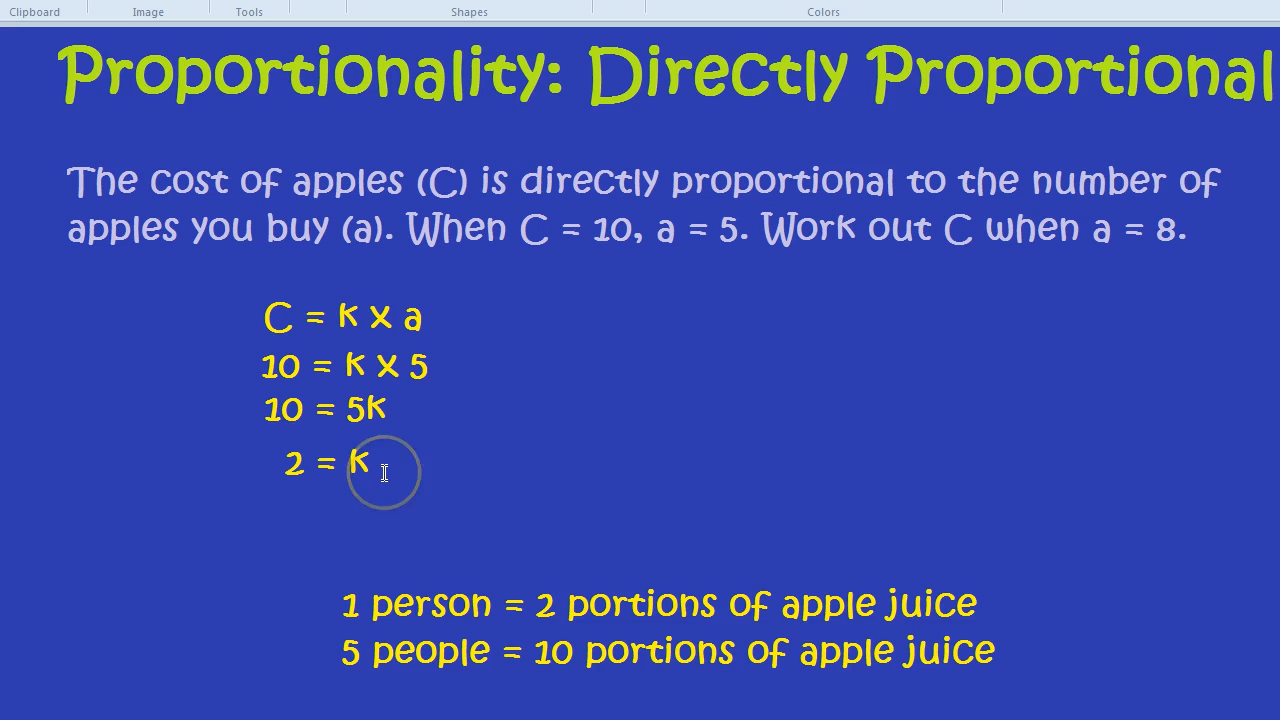 Clipboard Image Tools Shapes Colors
Proportionality: Directly Proportional
The cost of apples (C) is directly proportional to the number of
apples you buy (a). When C = 10, a = 5. Work out C when a = 8.
C = k x a
10 = k x 5
10 = 5k
2 = k
1 person = 2 portions of apple juice
5 people = 10 portions of apple juice